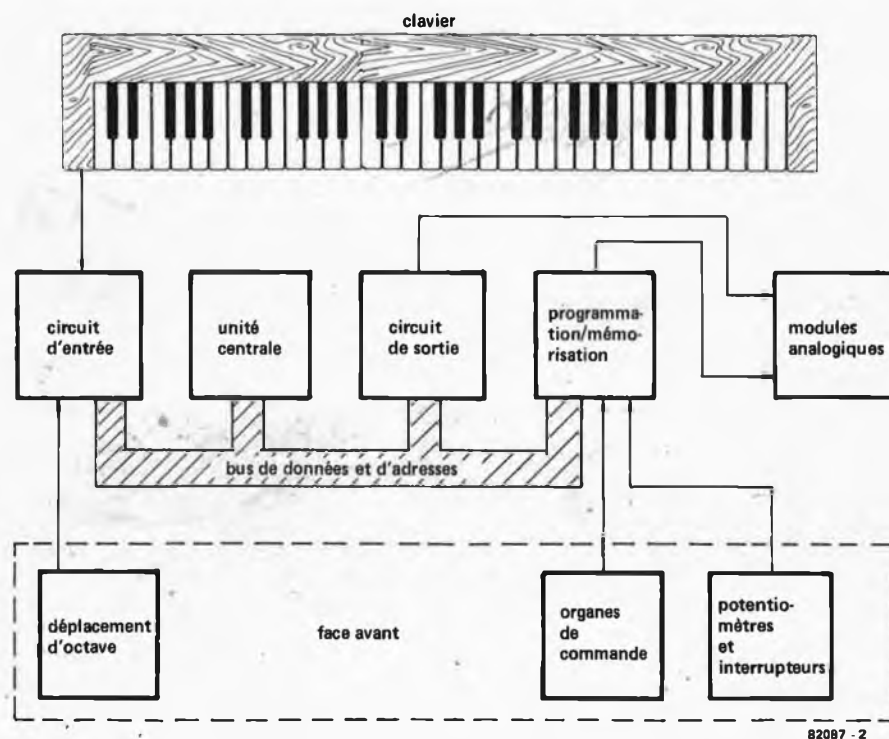 clavier
circuit
d'entrée
unité
centrale
circuit
de sortie
programma-
tion/mémo-
risation
modules
analogiques
bus de données et d'adresses
déplacement
d'octave
face avant
organes
de
commande
potentio-
mètres
et
interrupteurs
82087 - 2